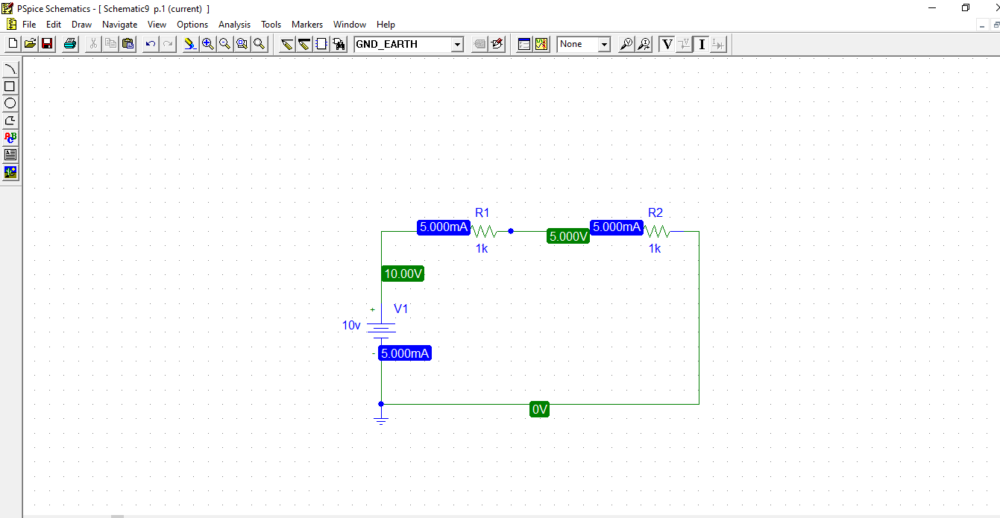 PSpice Schematics - [ Schematic9 p.1 (current) ]
File Edit Draw Navigate View Options Analysis Tools Markers Window Help
GND_EARTH None V I
ABC
R1 R2
5.000mA 5.000mA
5.000V
1k 1k
10.00V
+ V1
10v
- 5.000mA
0V